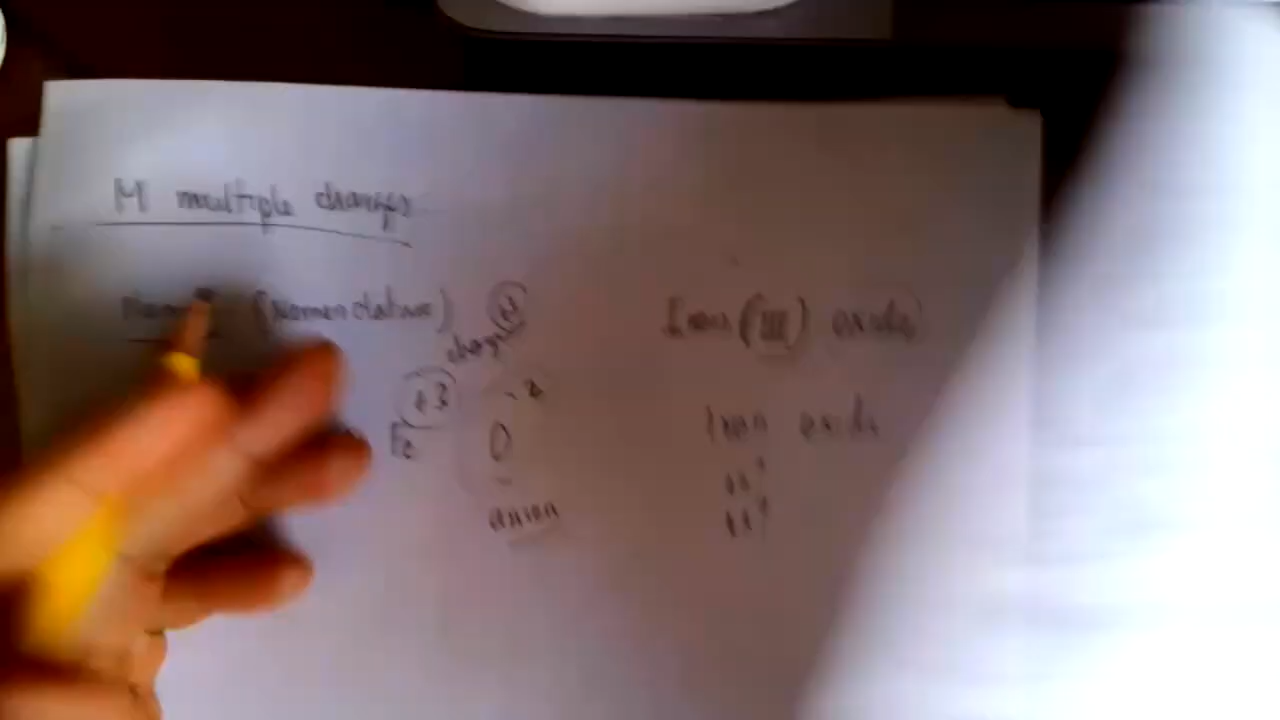 M multiple charges
(Nomenclature)
charge
Iron (III) oxide
+3 -2
Fe O
Iron oxide
anion